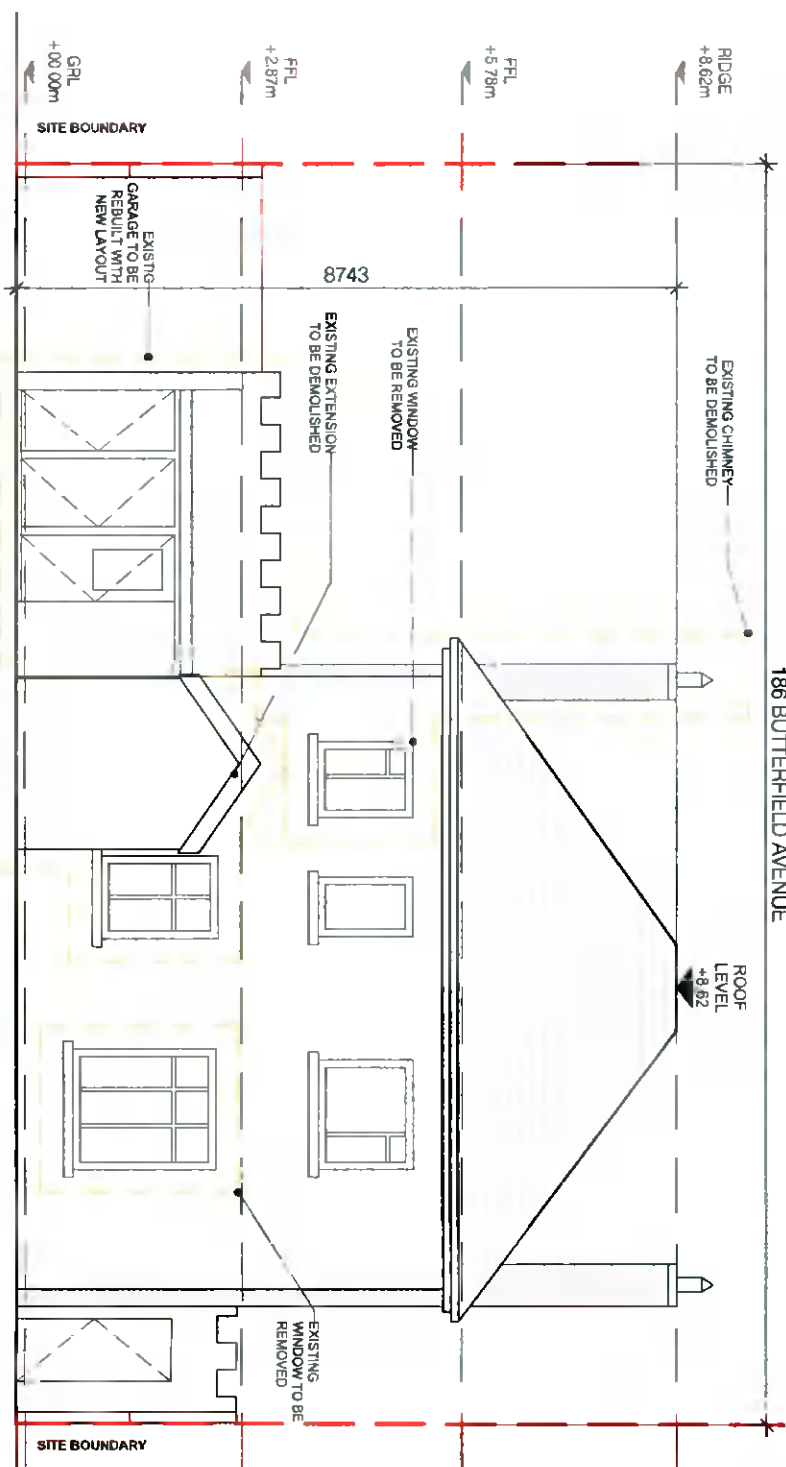 186 BUTTERFIELD AVENUE
RIDGE
+8.62m
FFL
+5.78m
FFL
+2.87m
GRL
+00.00m
SITE BOUNDARY
EXISTING CHIMNEY
TO BE DEMOLISHED
ROOF
LEVEL
+8.62
8743
EXISTING WINDOW
TO BE REMOVED
EXISTING EXTENSION
TO BE DEMOLISHED
EXISTIG
GARAGE TO BE
REBUILT WITH
NEW LAYOUT
EXISTING
WINDOW TO BE
REMOVED
SITE BOUNDARY